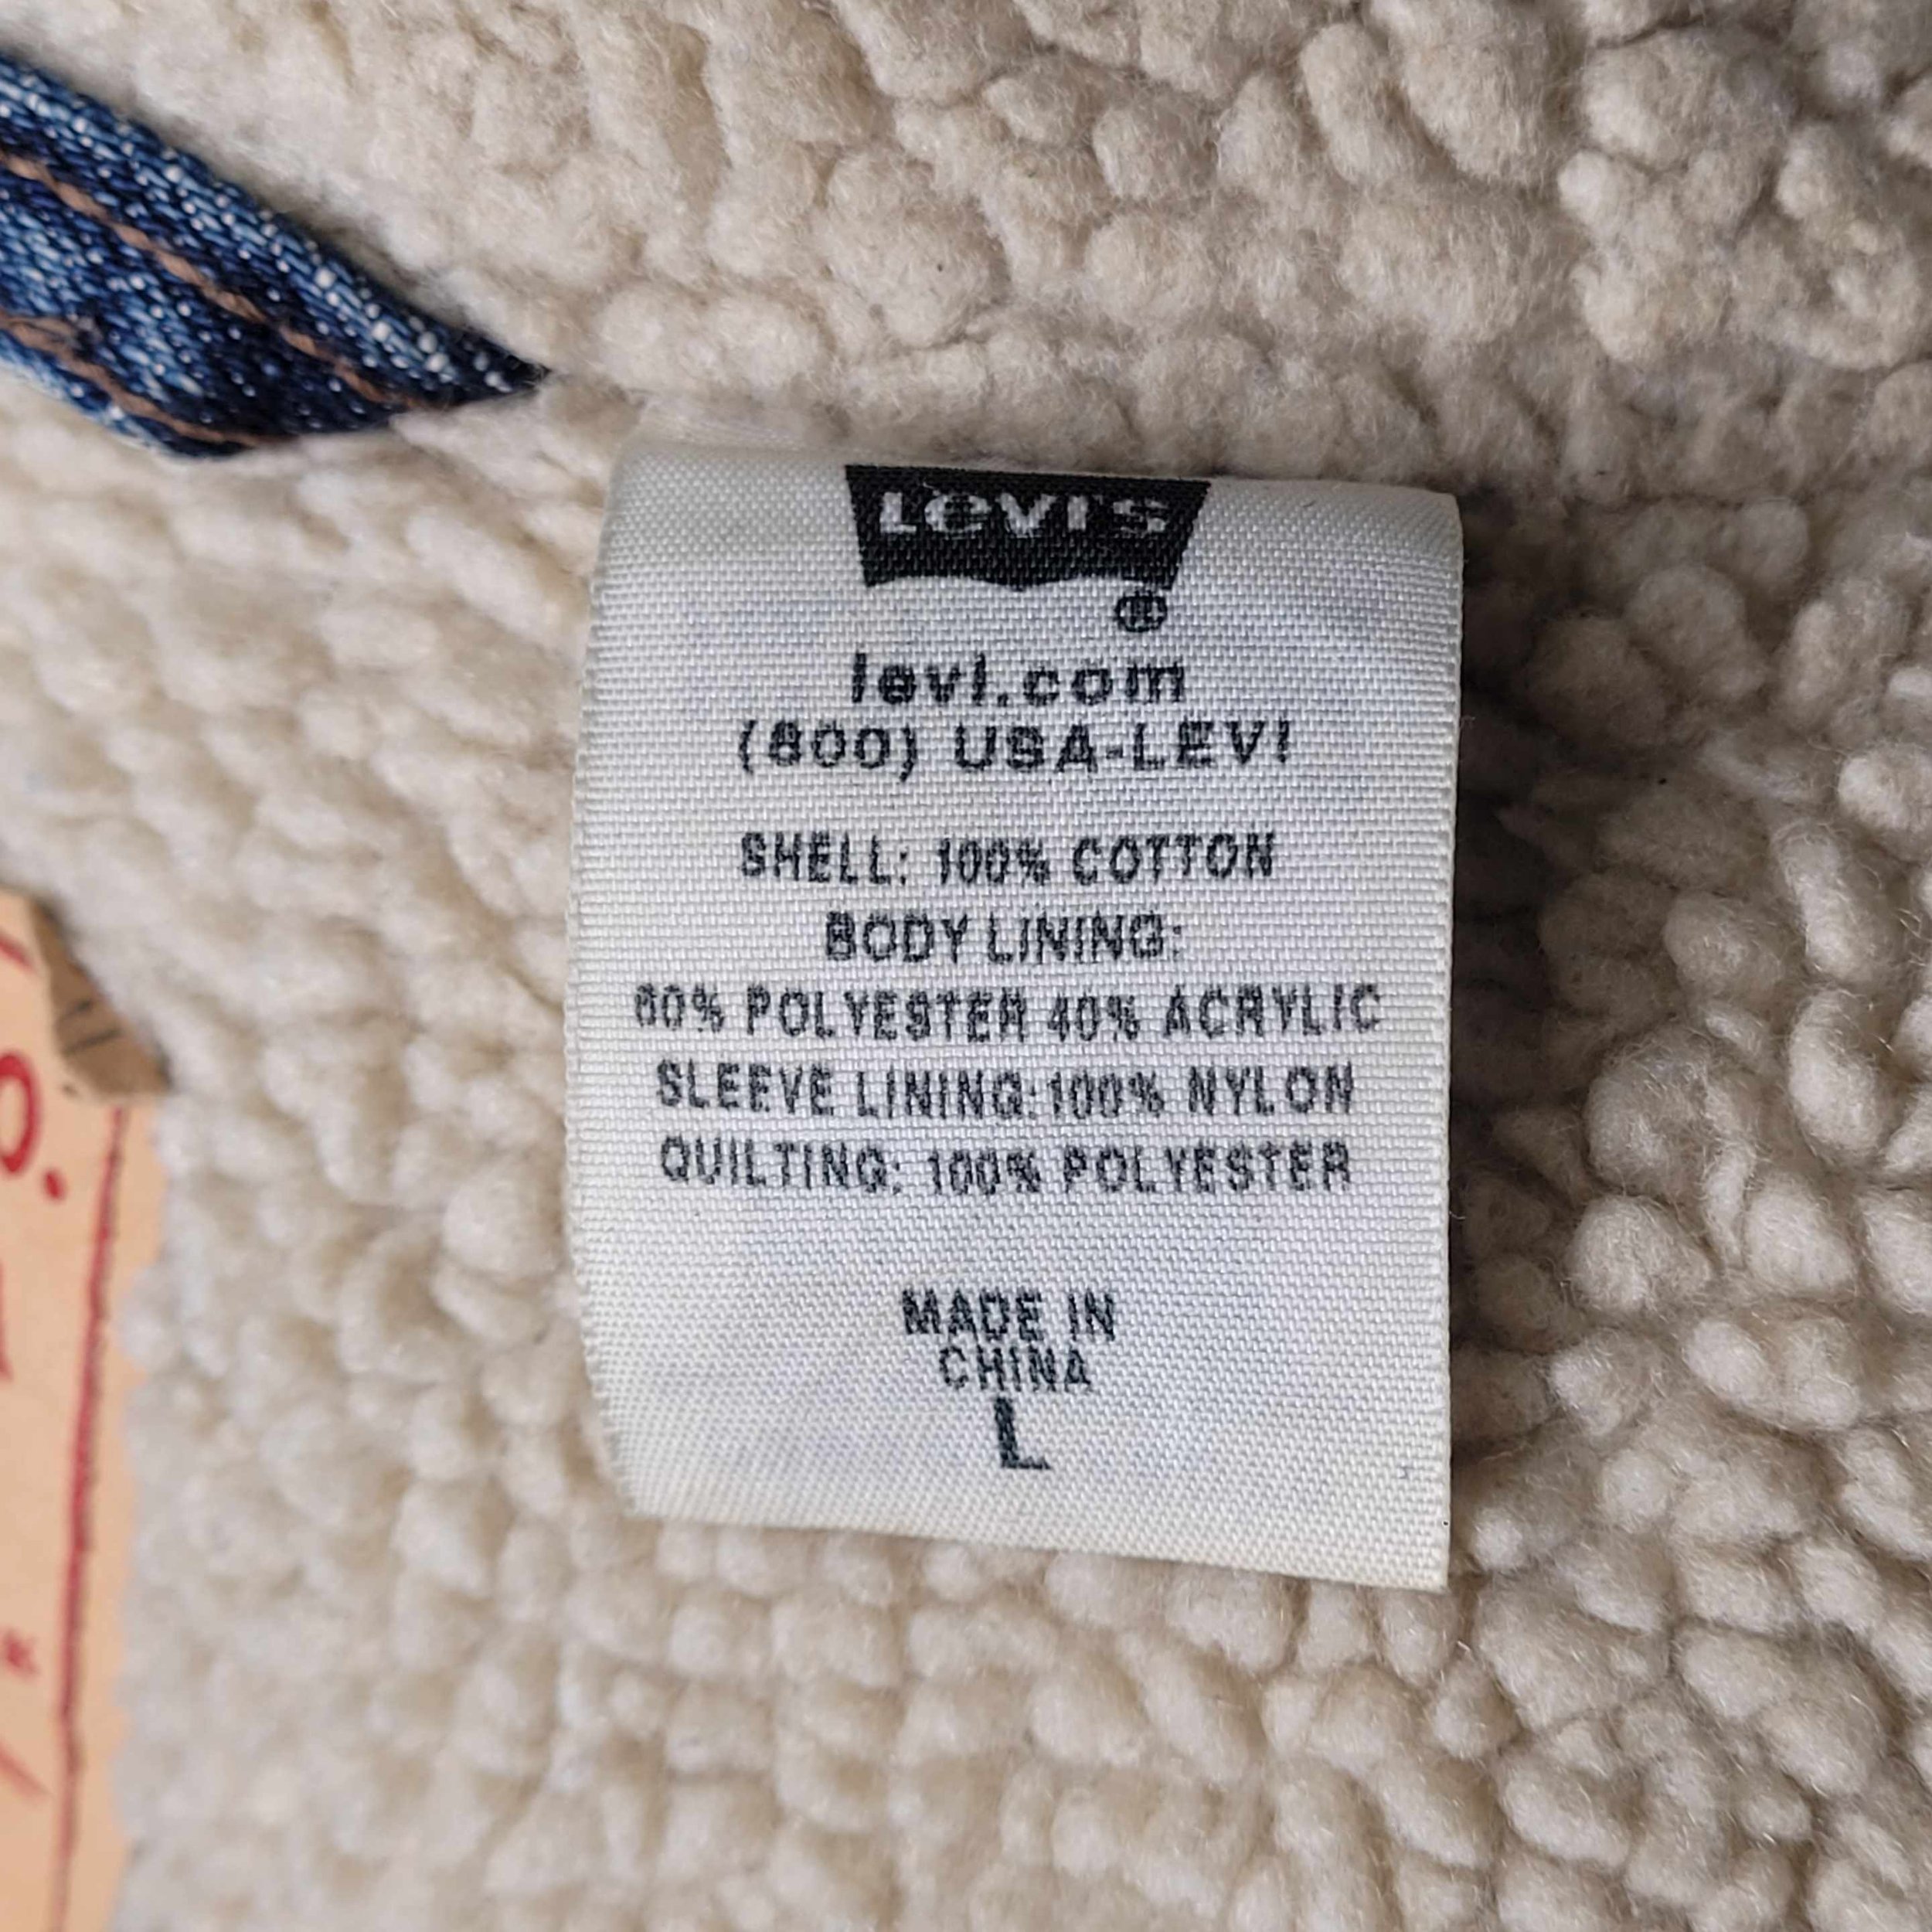 Levi's
®
levi.com
(800) USA-LEVI
SHELL: 100% COTTON
BODY LINING:
60% POLYESTER 40% ACRYLIC
SLEEVE LINING:100% NYLON
QUILTING: 100% POLYESTER
MADE IN
CHINA
L